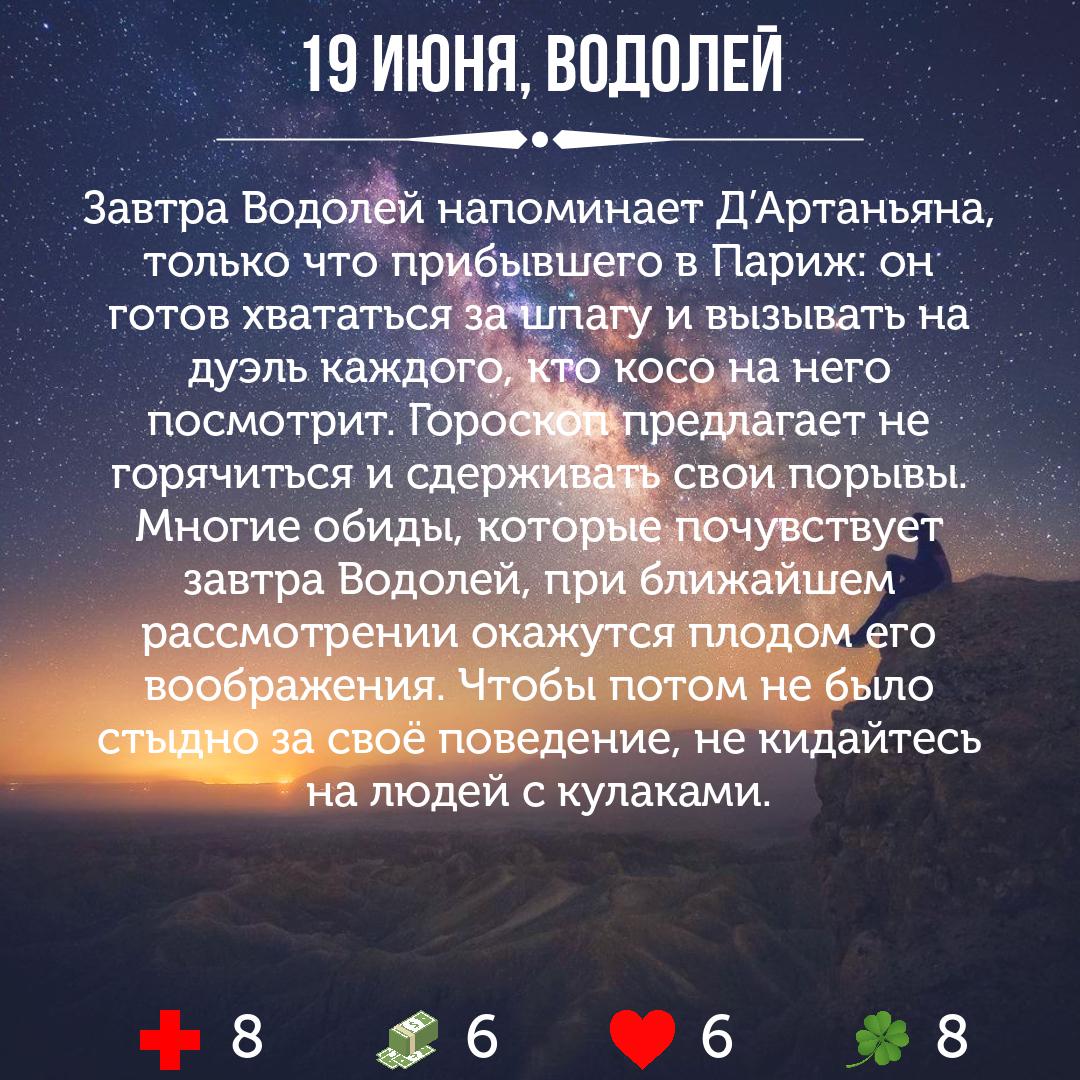 19 ИЮНЯ, ВОДОЛЕЙ
Завтра Водолей напоминает Д’Артаньяна,
только что прибывшего в Париж: он
готов хвататься за шпагу и вызывать на
дуэль каждого, кто косо на него
посмотрит. Гороскоп предлагает не
горячиться и сдерживать свои порывы.
Многие обиды, которые почувствует
завтра Водолей, при ближайшем
рассмотрении окажутся плодом его
воображения. Чтобы потом не было
стыдно за своё поведение, не кидайтесь
на людей с кулаками.
8 6 6 8